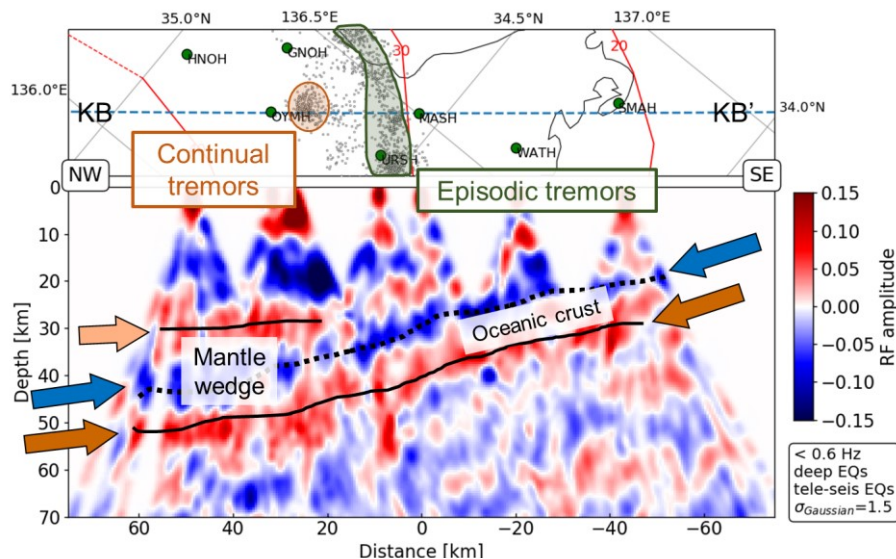 35.0°N
136.5°E
34.5°N
137.0°E
136.0°E
34.0°N
HNOH
GNOH
30
20
KB
OYMH
MASH
SMAH
KB'
URSH
WATH
Continual
tremors
Episodic tremors
NW
SE
0
10
20
30
40
50
60
70
Depth [km]
Mantle
wedge
Oceanic crust
60
40
20
0
−20
−40
−60
Distance [km]
0.15
0.10
0.05
0.00
−0.05
−0.10
−0.15
RF amplitude
< 0.6 Hz
deep EQs
tele-seis EQs
σGaussian=1.5